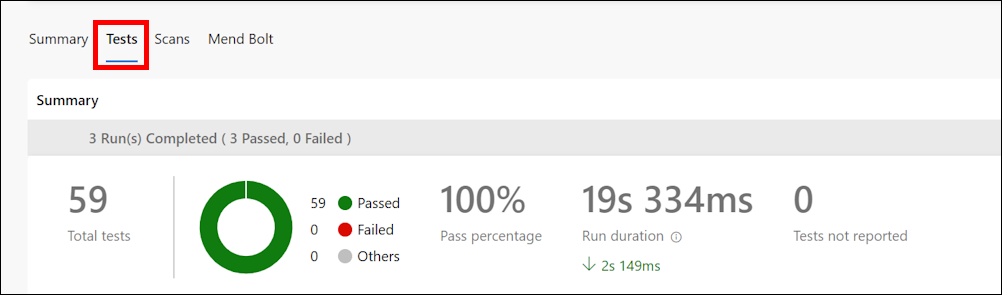 Summary Tests Scans Mend Bolt
Summary
3 Run(s) Completed ( 3 Passed, 0 Failed )
59
Total tests
59 Passed
0 Failed
0 Others
100%
Pass percentage
19s 334ms
Run duration
2s 149ms
0
Tests not reported